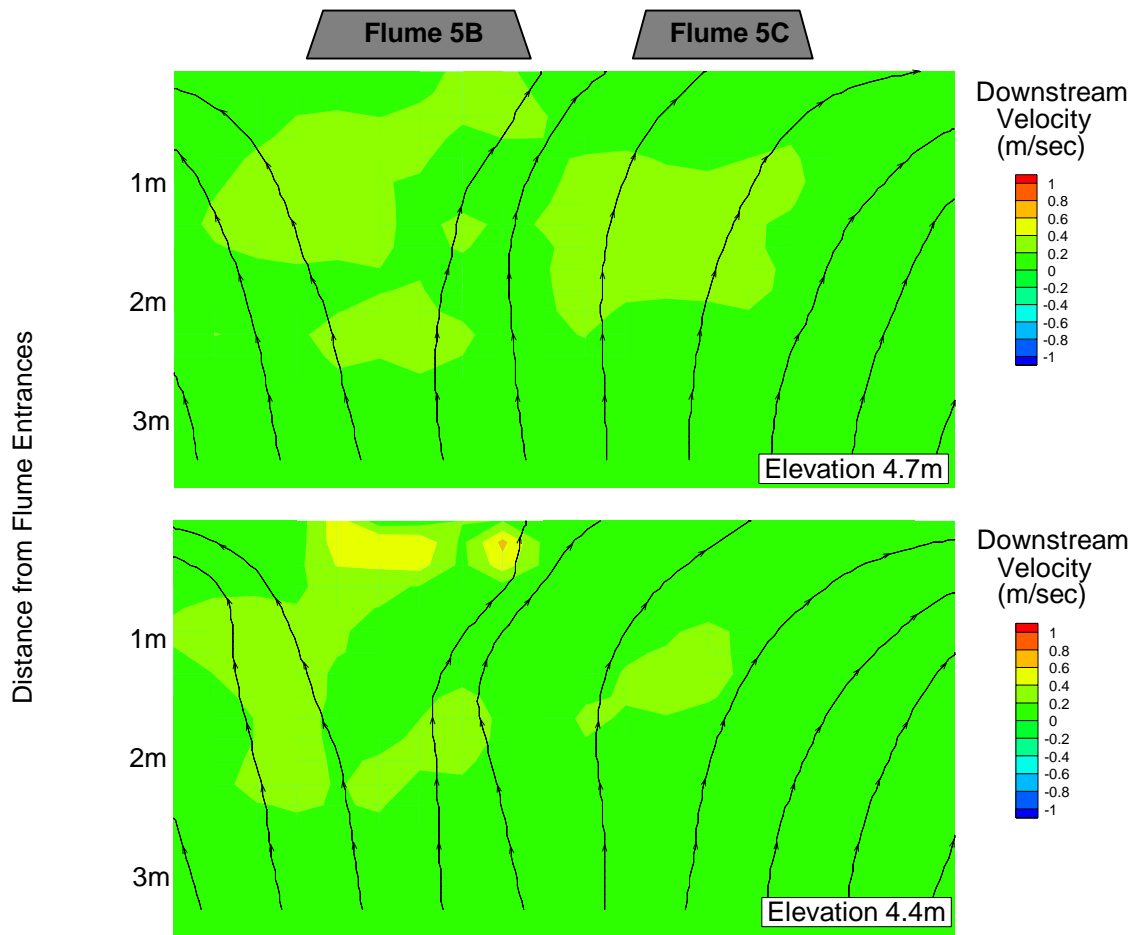 Flume 5B
Flume 5C
Downstream
Velocity
(m/sec)
1
0.8
0.6
0.4
0.2
0
-0.2
-0.4
-0.6
-0.8
-1
1m
2m
3m
Elevation 4.7m
Distance from Flume Entrances
Downstream
Velocity
(m/sec)
1
0.8
0.6
0.4
0.2
0
-0.2
-0.4
-0.6
-0.8
-1
1m
2m
3m
Elevation 4.4m